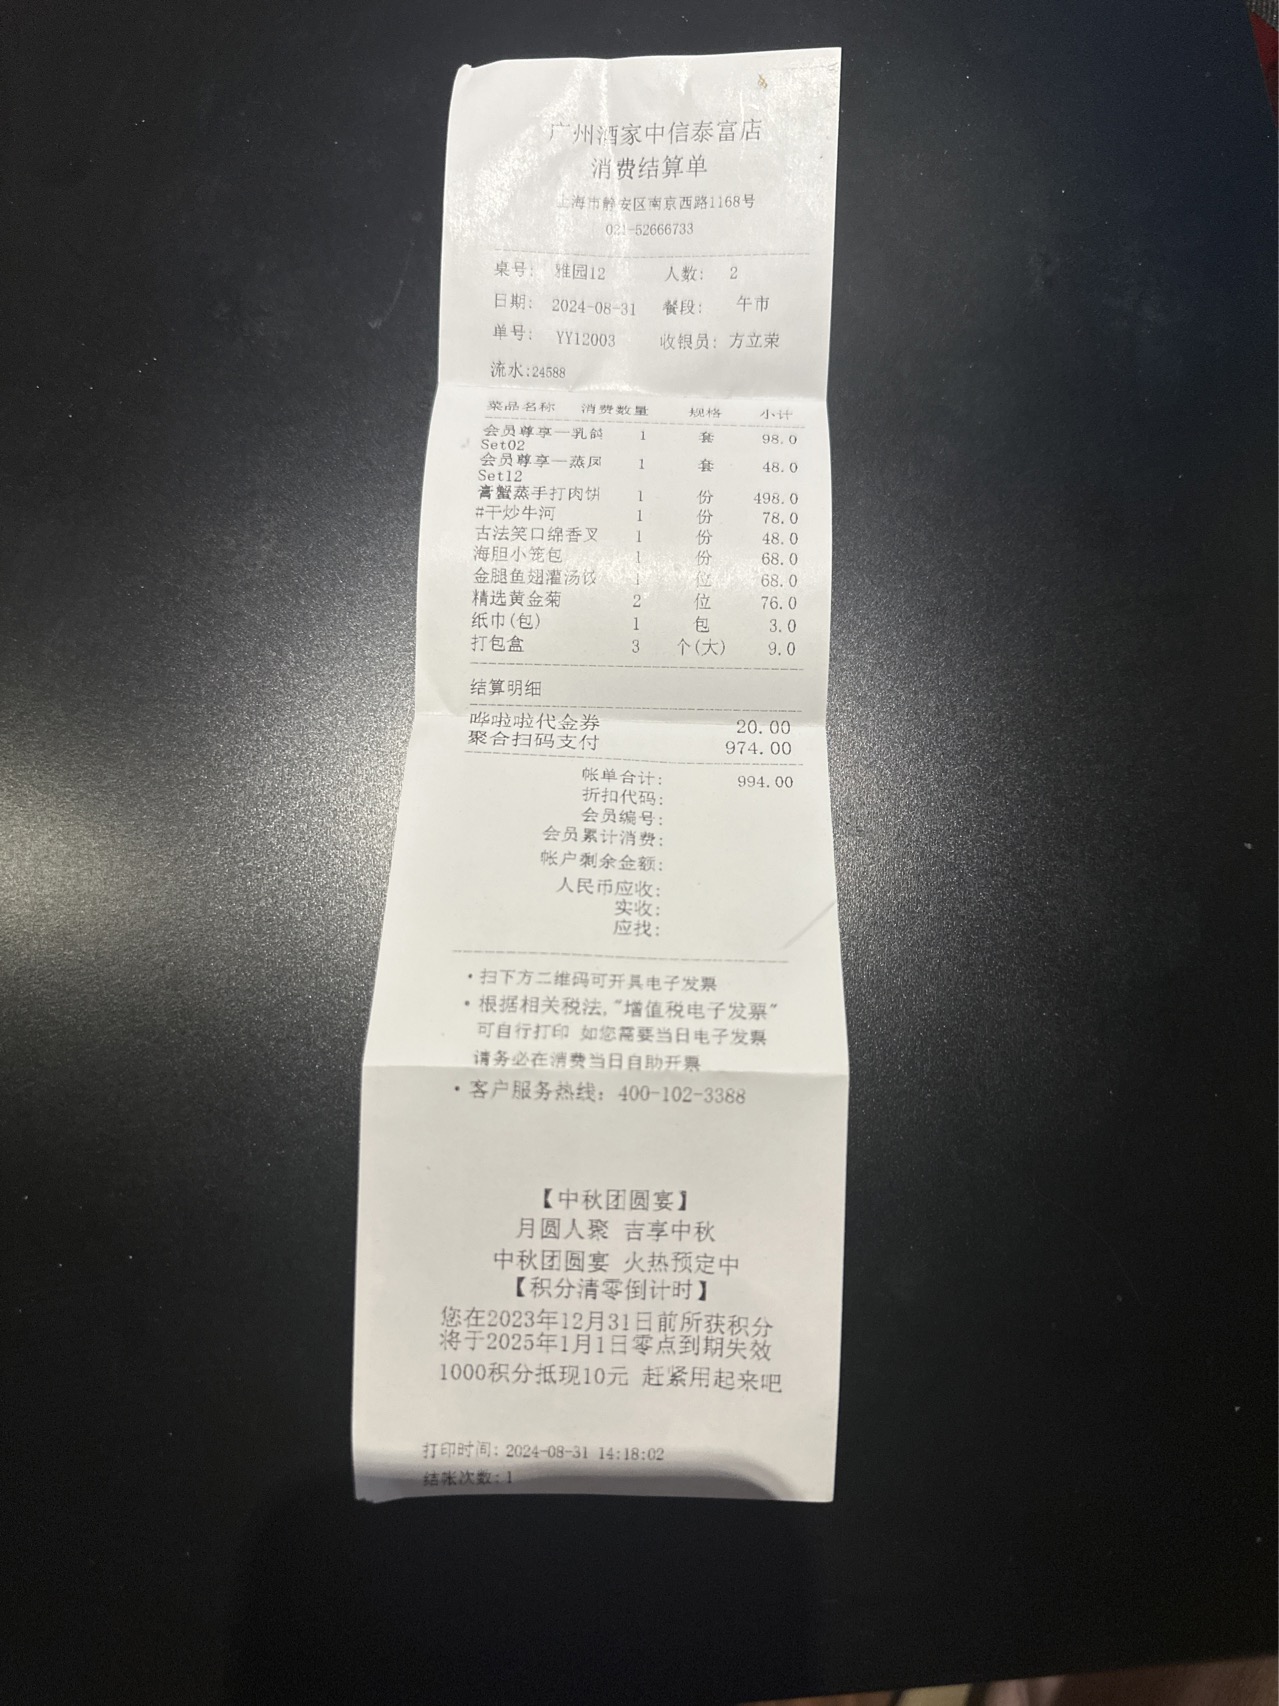 广州酒家中信泰富店
消费结算单
上海市静安区南京西路1168号
021-52666733
桌号: 雅园12 人数: 2
日期: 2024-08-31 餐段: 午市
单号: YY12003 收银员: 方立荣
流水:24588
菜品名称 消费数量 规格 小计
会员尊享—乳鸽 1 套 98.0
Set02
会员尊享—蒸凤 1 套 48.0
Set12
膏蟹蒸手打肉饼 1 份 498.0
#干炒牛河 1 份 78.0
古法笑口绵香叉 1 份 48.0
海胆小笼包 1 份 68.0
金腿鱼翅灌汤饺 1 位 68.0
精选黄金菊 2 位 76.0
纸巾(包) 1 包 3.0
打包盒 3 个(大) 9.0
结算明细
哗啦啦代金券 20.00
聚合扫码支付 974.00
帐单合计: 994.00
折扣代码:
会员编号:
会员累计消费:
帐户剩余金额:
人民币应收:
实收:
应找:
·扫下方二维码可开具电子发票
·根据相关税法,"增值税电子发票"
可自行打印 如您需要当日电子发票
请务必在消费当日自助开票
·客户服务热线: 400-102-3388
【中秋团圆宴】
月圆人聚 吉享中秋
中秋团圆宴 火热预定中
【积分清零倒计时】
您在2023年12月31日前所获积分
将于2025年1月1日零点到期失效
1000积分抵现10元 赶紧用起来吧
打印时间: 2024-08-31 14:18:02
结帐次数:1